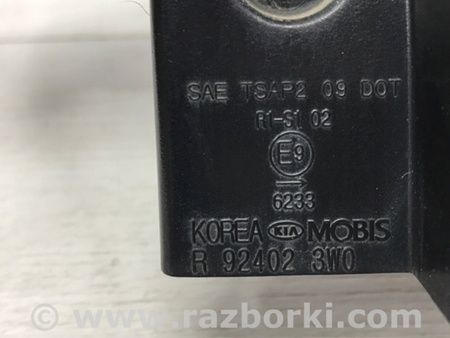 SAE TSAP2 09 DOT
R1-S1 02
E9
→
6233
KOREA KIA MOBIS
R 92402 3W0
www.razborki.com